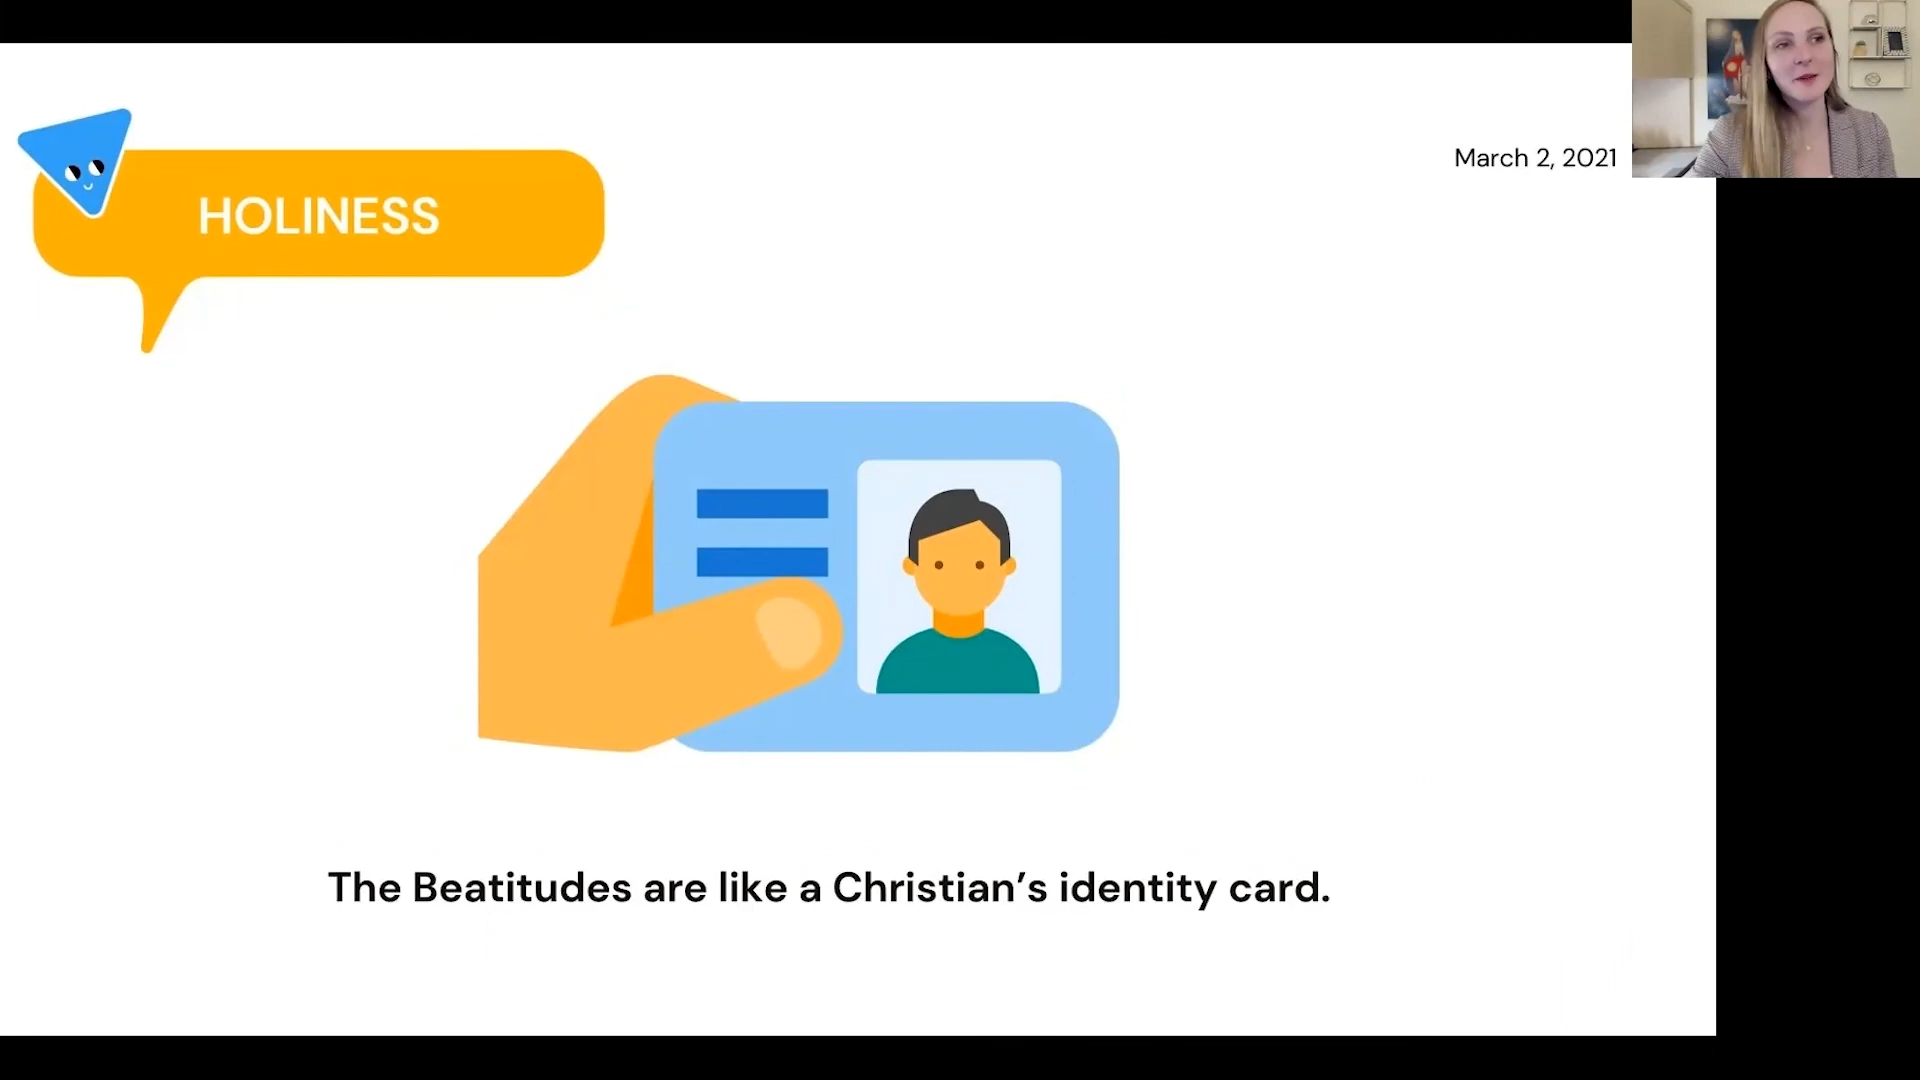 HOLINESS
March 2, 2021
The Beatitudes are like a Christian’s identity card.